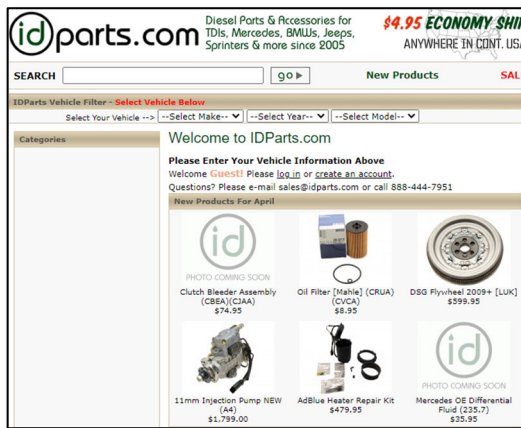 id parts.com
Diesel Parts & Accessories for
TDIs, Mercedes, BMWs, Jeeps,
Sprinters & more since 2005
$4.95 ECONOMY SHI
ANYWHERE IN CONT. USA
SEARCH
go
New Products
SAL
IDParts Vehicle Filter - Select Vehicle Below
Select Your Vehicle --> --Select Make-- --Select Year-- --Select Model--
Categories
Welcome to IDParts.com
Please Enter Your Vehicle Information Above
Welcome Guest! Please log in or create an account.
Questions? Please e-mail sales@idparts.com or call 888-444-7951
New Products For April
id
PHOTO COMING SOON
Clutch Bleeder Assembly
(CBEA)(CJAA)
$74.95
Oil Filter [Mahle] (CRUA)
(CVCA)
$8.95
DSG Flywheel 2009+ [LUK]
$599.95
11mm Injection Pump NEW
(A4)
$1,799.00
AdBlue Heater Repair Kit
$479.95
id
PHOTO COMING SOON
Mercedes OE Differential
Fluid (235.7)
$35.95